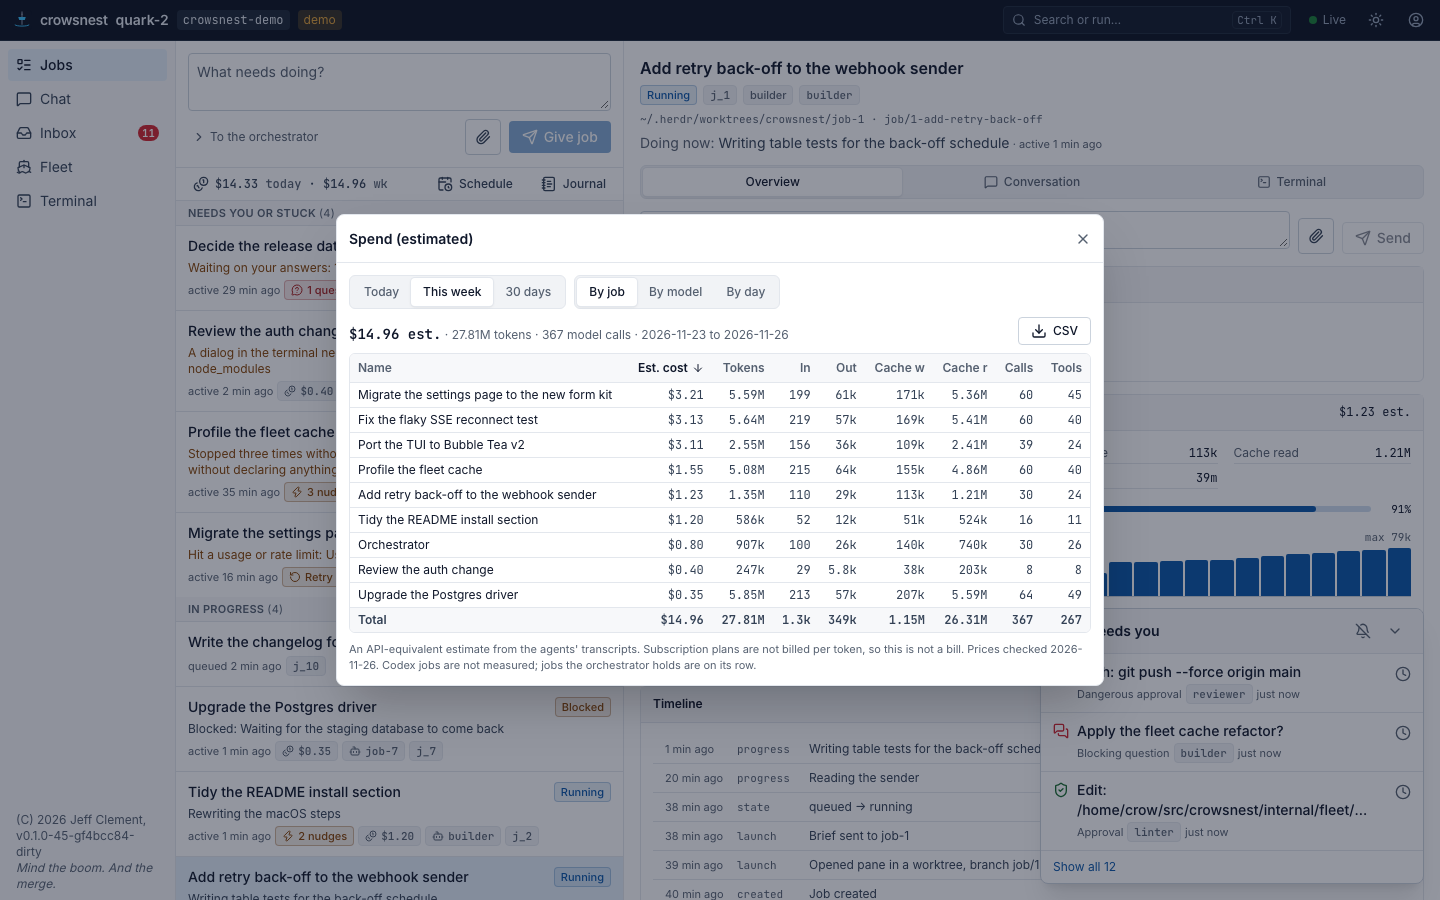 crowsnest quark-2 crowsnest-demo demo
Search or run... Ctrl K Live
Jobs
Chat
Inbox 11
Fleet
Terminal
(C) 2026 Jeff Clement,
v0.1.0-45-gf4bcc84-
dirty
Mind the boom. And the
merge.
What needs doing?
To the orchestrator
Give job
$14.33 today · $14.96 wk Schedule Journal
NEEDS YOU OR STUCK (4)
Decide the release dat
Waiting on your answers:
active 29 min ago 1 que
Review the auth chang
A dialog in the terminal ne
node_modules
active 2 min ago $0.40
Profile the fleet cache
Stopped three times witho
without declaring anything
active 35 min ago 3 nud
Migrate the settings p
Hit a usage or rate limit: U
active 16 min ago Retry
IN PROGRESS (4)
Write the changelog fo
queued 2 min ago j_10
Upgrade the Postgres driver Blocked
Blocked: Waiting for the staging database to come back
active 1 min ago $0.35 job-7 j_7
Tidy the README install section Running
Rewriting the macOS steps
active 1 min ago 2 nudges $1.20 builder j_2
Add retry back-off to the webhook sender Running
Writing table tests for the back-off schedule
Add retry back-off to the webhook sender
Running j_1 builder builder
~/.herdr/worktrees/crowsnest/job-1 · job/1-add-retry-back-off
Doing now: Writing table tests for the back-off schedule · active 1 min ago
Overview Conversation Terminal
Send
$1.23 est.
113k Cache read 1.21M
39m
91%
max 79k
Timeline
1 min ago progress Writing table tests for the back-off sched
20 min ago progress Reading the sender
38 min ago state queued → running
38 min ago launch Brief sent to job-1
39 min ago launch Opened pane in a worktree, branch job/1
40 min ago created Job created
eeds you
git push --force origin main
Dangerous approval reviewer just now
Apply the fleet cache refactor?
Blocking question builder just now
Edit:
/home/crow/src/crowsnest/internal/fleet/...
Approval linter just now
Show all 12
Spend (estimated)
Today This week 30 days By job By model By day
$14.96 est. · 27.81M tokens · 367 model calls · 2026-11-23 to 2026-11-26
CSV
Name Est. cost ↓ Tokens In Out Cache w Cache r Calls Tools
Migrate the settings page to the new form kit $3.21 5.59M 199 61k 171k 5.36M 60 45
Fix the flaky SSE reconnect test $3.13 5.64M 219 57k 169k 5.41M 60 40
Port the TUI to Bubble Tea v2 $3.11 2.55M 156 36k 109k 2.41M 39 24
Profile the fleet cache $1.55 5.08M 215 64k 155k 4.86M 60 40
Add retry back-off to the webhook sender $1.23 1.35M 110 29k 113k 1.21M 30 24
Tidy the README install section $1.20 586k 52 12k 51k 524k 16 11
Orchestrator $0.80 907k 100 26k 140k 740k 30 26
Review the auth change $0.40 247k 29 5.8k 38k 203k 8 8
Upgrade the Postgres driver $0.35 5.85M 213 57k 207k 5.59M 64 49
Total $14.96 27.81M 1.3k 349k 1.15M 26.31M 367 267
An API-equivalent estimate from the agents' transcripts. Subscription plans are not billed per token, so this is not a bill. Prices checked 2026-
11-26. Codex jobs are not measured; jobs the orchestrator holds are on its row.